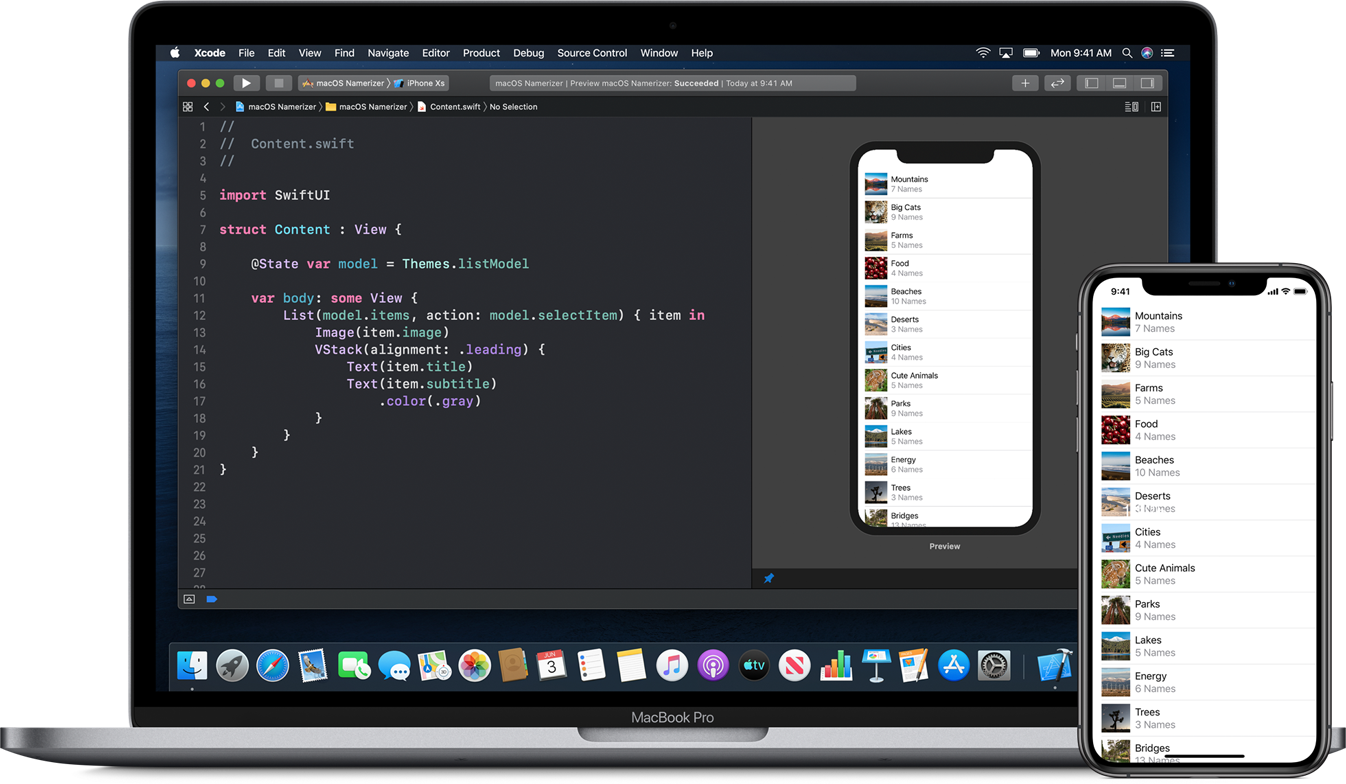 Xcode File Edit View Find Navigate Editor Product Debug Source Control Window Help Mon 9:41 AM
macOS Namerizer 〉 iPhone Xs
macOS Namerizer | Preview macOS Namerizer: Succeeded | Today at 9:41 AM
macOS Namerizer 〉 macOS Namerizer 〉 Content.swift 〉 No Selection
1 //
2 //  Content.swift
3 //
4
5 import SwiftUI
6
7 struct Content : View {
8
9     @State var model = Themes.listModel
10
11     var body: some View {
12         List(model.items, action: model.selectItem) { item in
13             Image(item.image)
14             VStack(alignment: .leading) {
15                 Text(item.title)
16                 Text(item.subtitle)
17                     .color(.gray)
18             }
19         }
20     }
21 }
22
23
24
25
26
27
28
Mountains
7 Names
Big Cats
9 Names
Farms
5 Names
Food
4 Names
Beaches
10 Names
Deserts
3 Names
Cities
4 Names
Cute Animals
5 Names
Parks
9 Names
Lakes
5 Names
Energy
6 Names
Trees
3 Names
Bridges
13 Names
Preview
JUN
3
tv
MacBook Pro
9:41
Mountains
7 Names
Big Cats
9 Names
Farms
5 Names
Food
4 Names
Beaches
10 Names
Deserts
3 Names
Cities
4 Names
Cute Animals
5 Names
Parks
9 Names
Lakes
5 Names
Energy
6 Names
Trees
3 Names
Bridges
13 Names